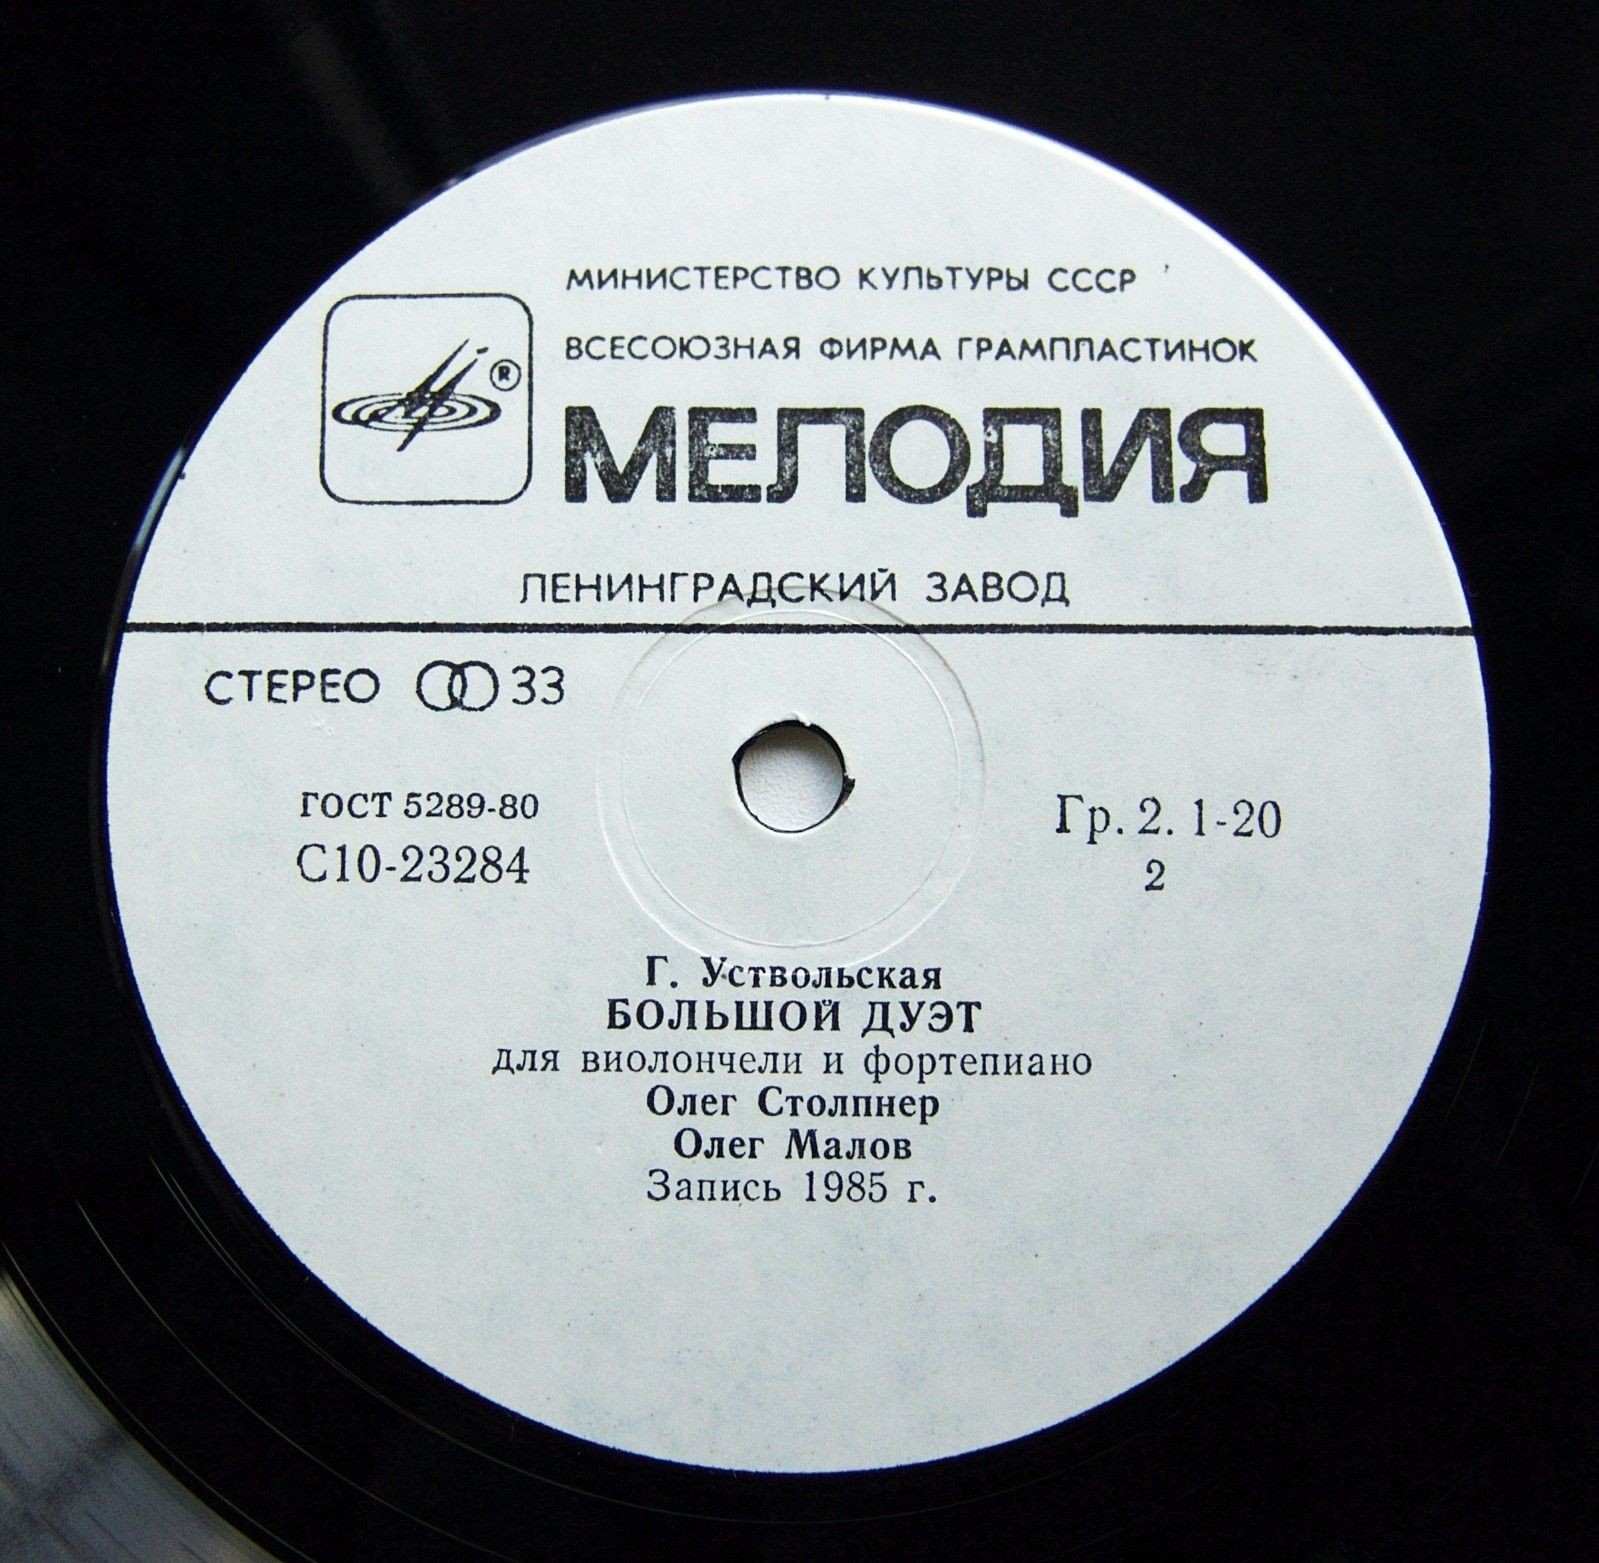 МИНИСТЕРСТВО КУЛЬТУРЫ СССР
ВСЕСОЮЗНАЯ ФИРМА ГРАМПЛАСТИНОК
®
МЕЛОДИЯ
ЛЕНИНГРАДСКИЙ ЗАВОД
СТЕРЕО 33
ГОСТ 5289-80
С10-23284
Гр. 2. 1-20
2
Г. Уствольская
БОЛЬШОЙ ДУЭТ
для виолончели и фортепиано
Олег Столпнер
Олег Малов
Запись 1985 г.